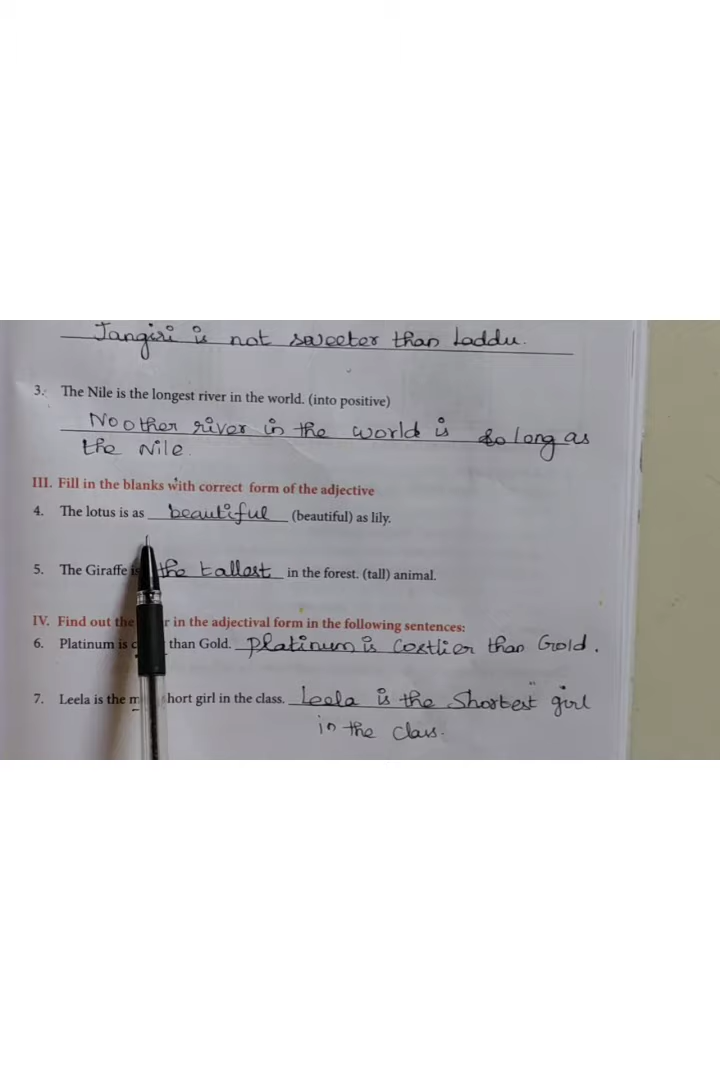 Jangiri is not sweeter than Laddu.
3. The Nile is the longest river in the world. (into positive)
No other river in the world is so long as
the Nile.
III. Fill in the blanks with correct form of the adjective
4. The lotus is as beautiful (beautiful) as lily.
5. The Giraffe is the tallest in the forest. (tall) animal.
IV. Find out the in the adjectival form in the following sentences:
6. Platinum is than Gold. Platinum is costlier than Gold.
7. Leela is the short girl in the class. Leela is the Shortest girl
in the class.